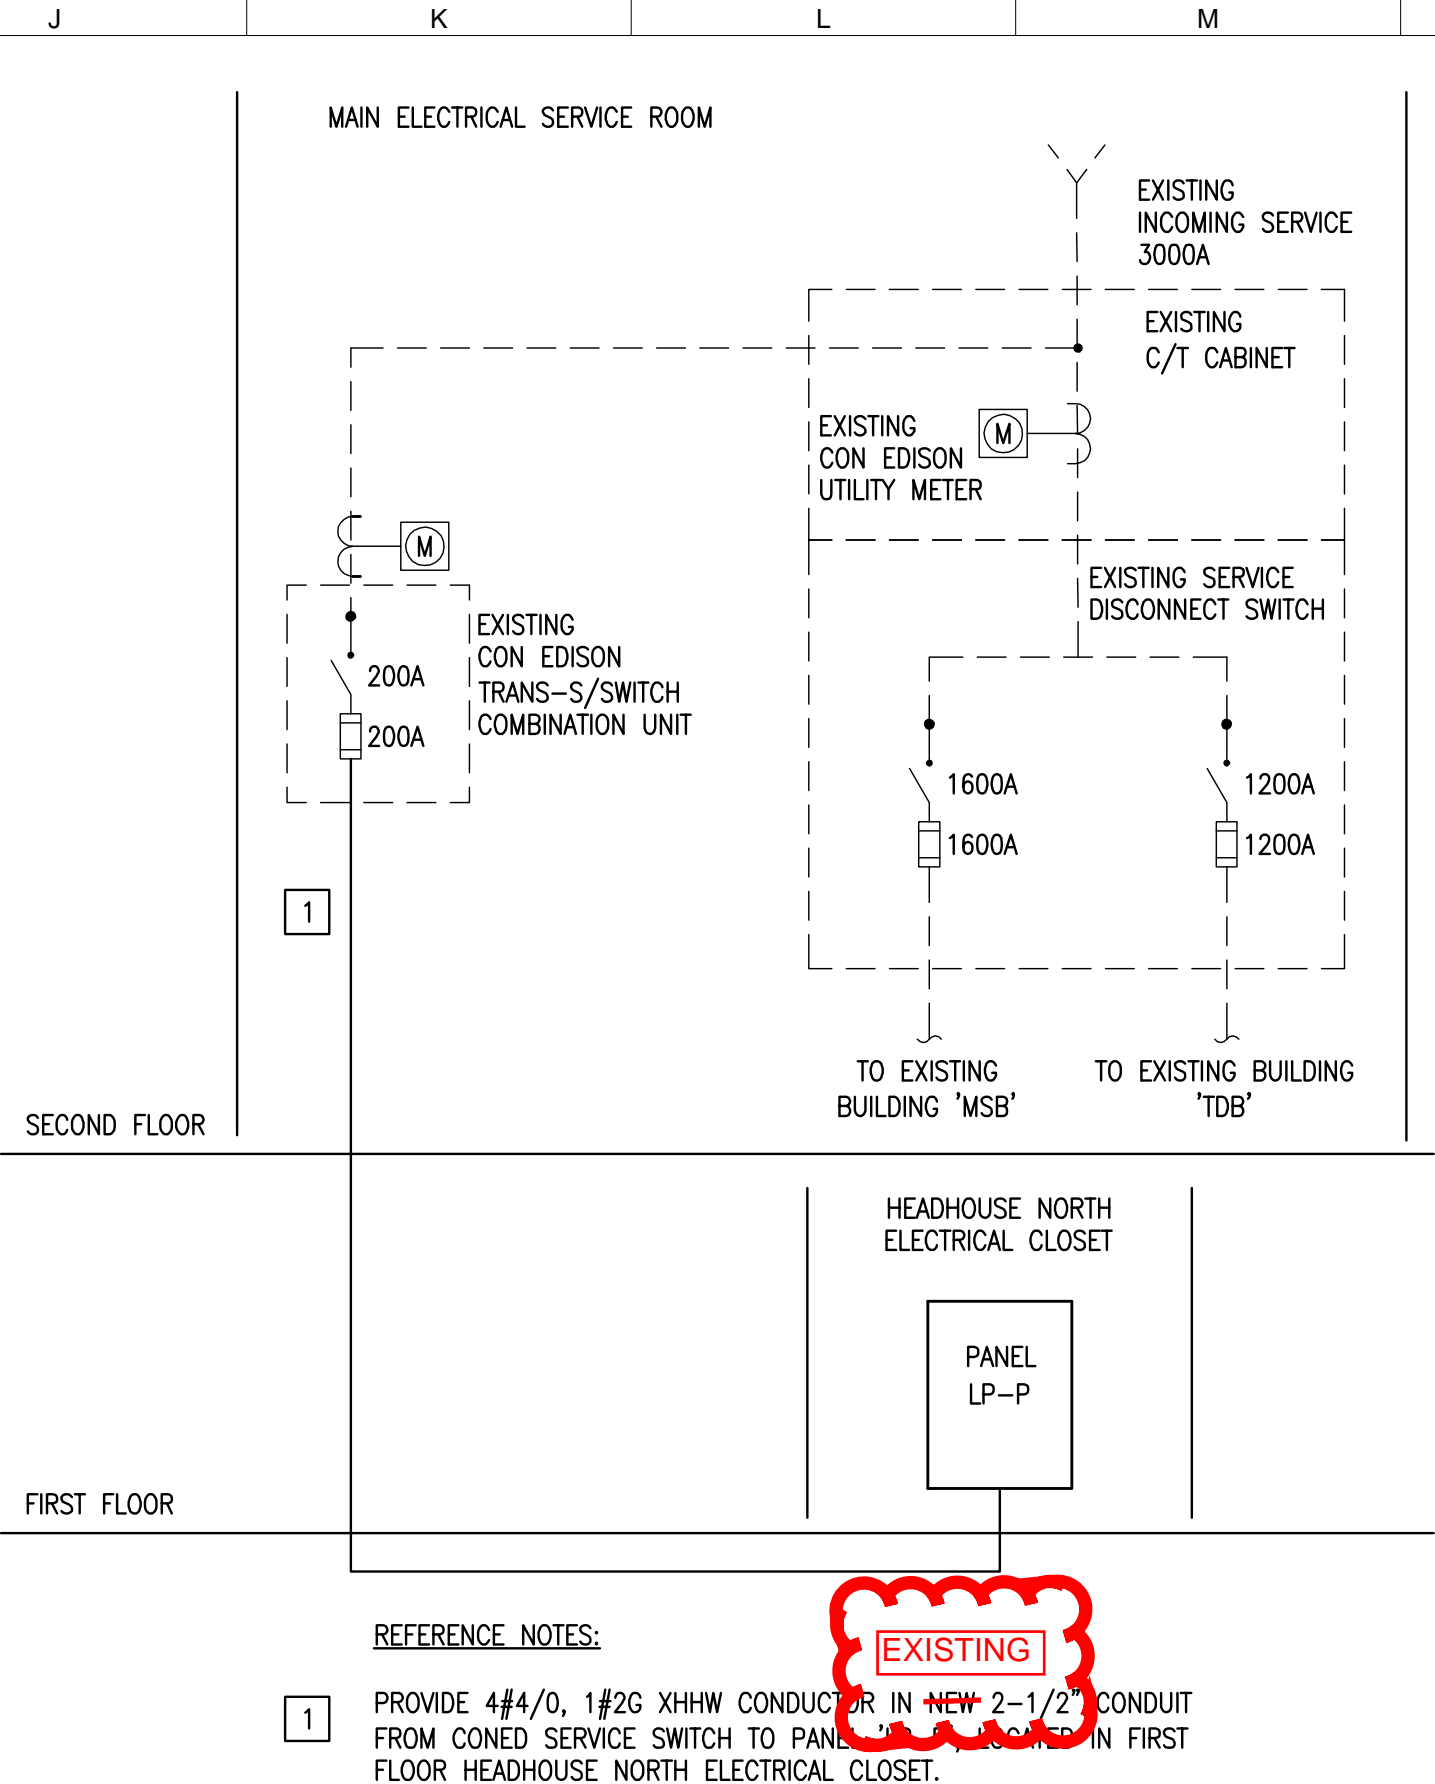 J K L M
MAIN ELECTRICAL SERVICE ROOM
EXISTING
INCOMING SERVICE
3000A
EXISTING
C/T CABINET
EXISTING
CON EDISON
UTILITY METER
M
M
EXISTING SERVICE
DISCONNECT SWITCH
EXISTING
CON EDISON
TRANS-S/SWITCH
COMBINATION UNIT
200A
200A
1600A
1600A
1200A
1200A
1
TO EXISTING
BUILDING 'MSB'
TO EXISTING BUILDING
'TDB'
SECOND FLOOR
HEADHOUSE NORTH
ELECTRICAL CLOSET
PANEL
LP-P
FIRST FLOOR
REFERENCE NOTES:
EXISTING
1
PROVIDE 4#4/0, 1#2G XHHW CONDUCTOR IN NEW 2-1/2" CONDUIT
FROM CONED SERVICE SWITCH TO PANEL LOCATED IN FIRST
FLOOR HEADHOUSE NORTH ELECTRICAL CLOSET.